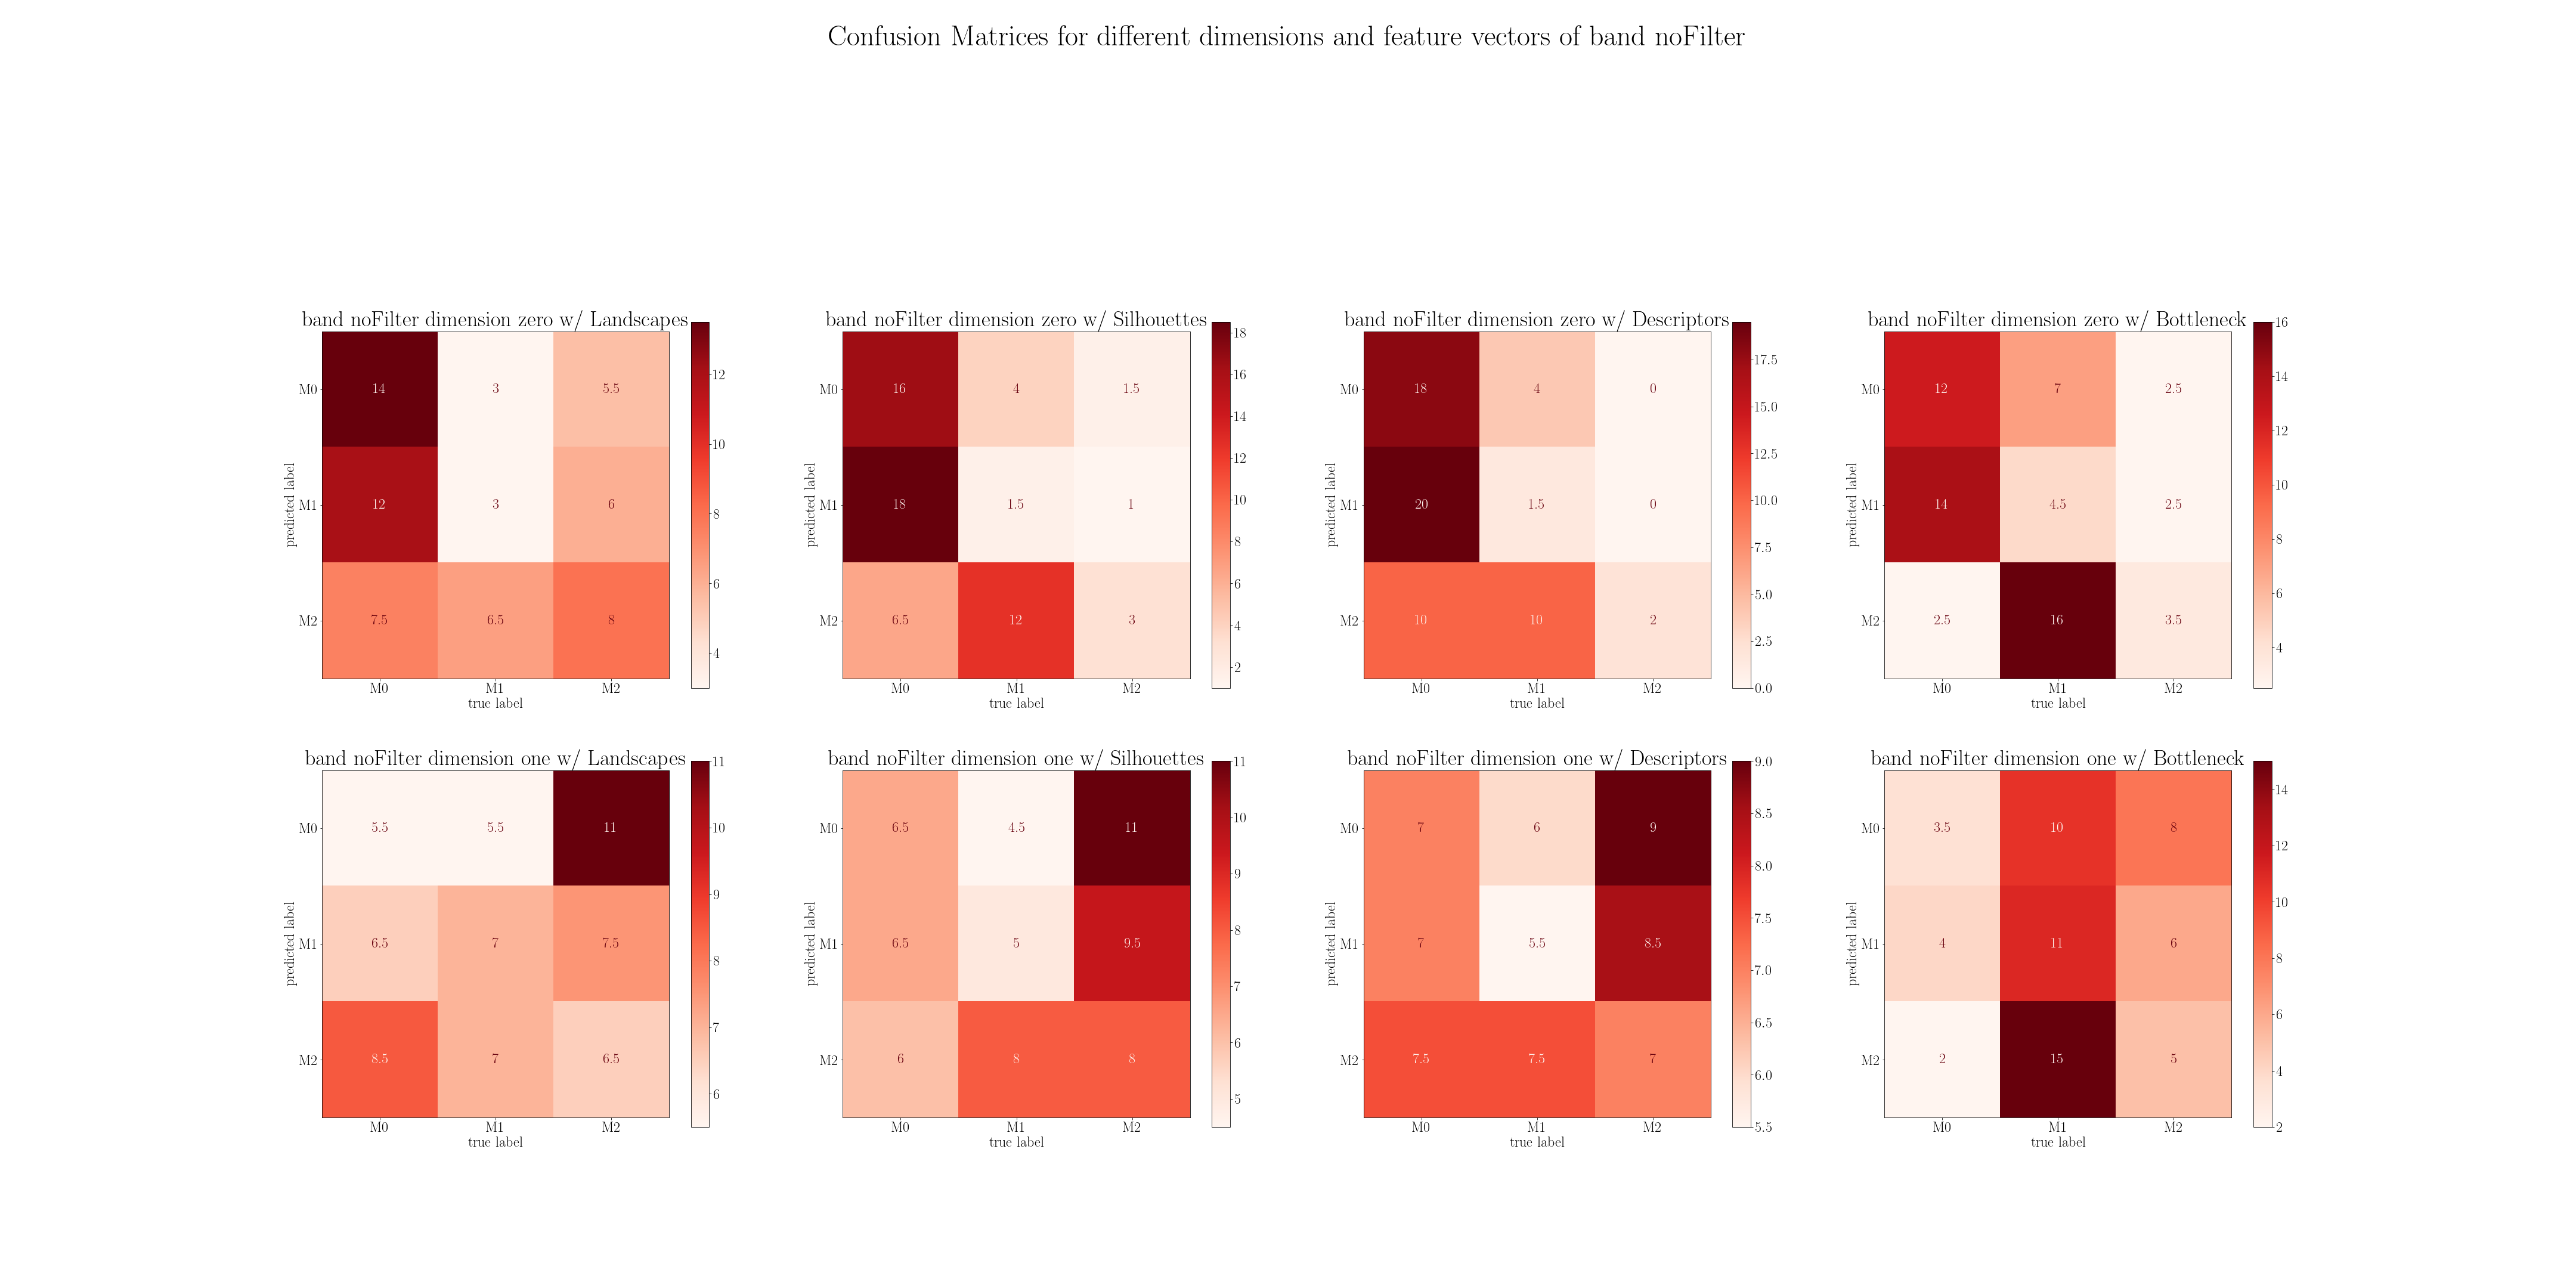 Confusion Matrices for different dimensions and feature vectors of band noFilter
band noFilter dimension zero w/ Landscapes
predicted label
M0 14 3 5.5
M1 12 3 6
M2 7.5 6.5 8
M0 M1 M2
true label
12
10
8
6
4
band noFilter dimension zero w/ Silhouettes
predicted label
M0 16 4 1.5
M1 18 1.5 1
M2 6.5 12 3
M0 M1 M2
true label
18
16
14
12
10
8
6
4
2
band noFilter dimension zero w/ Descriptors
predicted label
M0 18 4 0
M1 20 1.5 0
M2 10 10 2
M0 M1 M2
true label
17.5
15.0
12.5
10.0
7.5
5.0
2.5
0.0
band noFilter dimension zero w/ Bottleneck
predicted label
M0 12 7 2.5
M1 14 4.5 2.5
M2 2.5 16 3.5
M0 M1 M2
true label
16
14
12
10
8
6
4
band noFilter dimension one w/ Landscapes
predicted label
M0 5.5 5.5 11
M1 6.5 7 7.5
M2 8.5 7 6.5
M0 M1 M2
true label
11
10
9
8
7
6
band noFilter dimension one w/ Silhouettes
predicted label
M0 6.5 4.5 11
M1 6.5 5 9.5
M2 6 8 8
M0 M1 M2
true label
11
10
9
8
7
6
5
band noFilter dimension one w/ Descriptors
predicted label
M0 7 6 9
M1 7 5.5 8.5
M2 7.5 7.5 7
M0 M1 M2
true label
9.0
8.5
8.0
7.5
7.0
6.5
6.0
5.5
band noFilter dimension one w/ Bottleneck
predicted label
M0 3.5 10 8
M1 4 11 6
M2 2 15 5
M0 M1 M2
true label
14
12
10
8
6
4
2